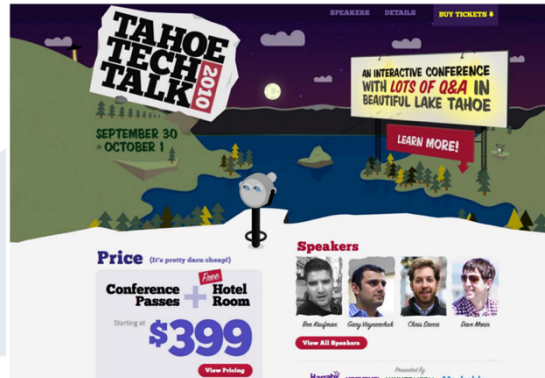 SPEAKERS DETAILS BUY TICKETS
TAHOE
TECH
TALK
2010
SEPTEMBER 30
to OCTOBER 1
AN INTERACTIVE CONFERENCE
WITH LOTS OF Q&A IN
BEAUTIFUL LAKE TAHOE
LEARN MORE!
Price (It's pretty darn cheap!)
Conference
Passes
+
Free
Hotel
Room
Starting at
$399
View Pricing
Speakers
Ben Kaufman Gary Vaynerchuk Chris Sacca Dave Morin
View All Speakers
Presented By
Harrah's